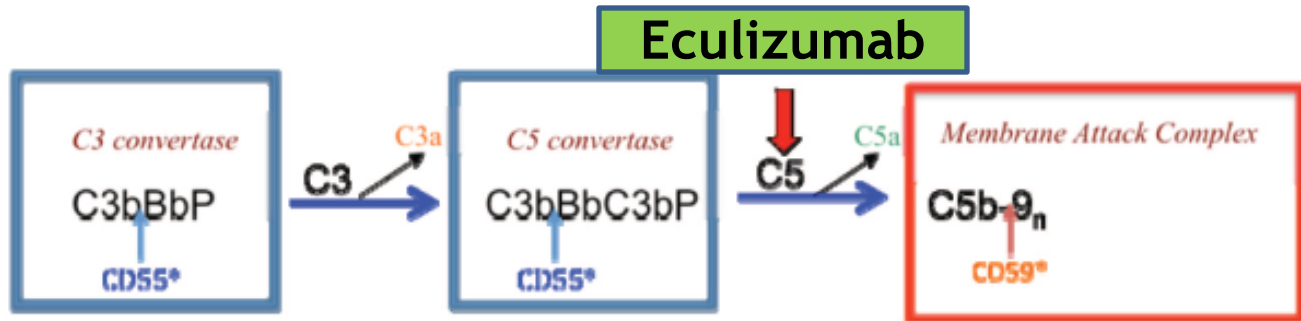 Eculizumab
C3 convertase
C3bBbP
CD55*
C3
C3a
C5 convertase
C3bBbC3bP
CD55*
C5
C5a
Membrane Attack Complex
C5b-9n
CD59*